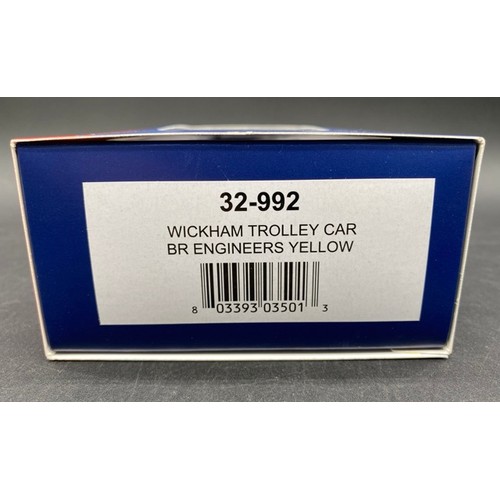 32-992
WICKHAM TROLLEY CAR
BR ENGINEERS YELLOW
8 03393 03501 3